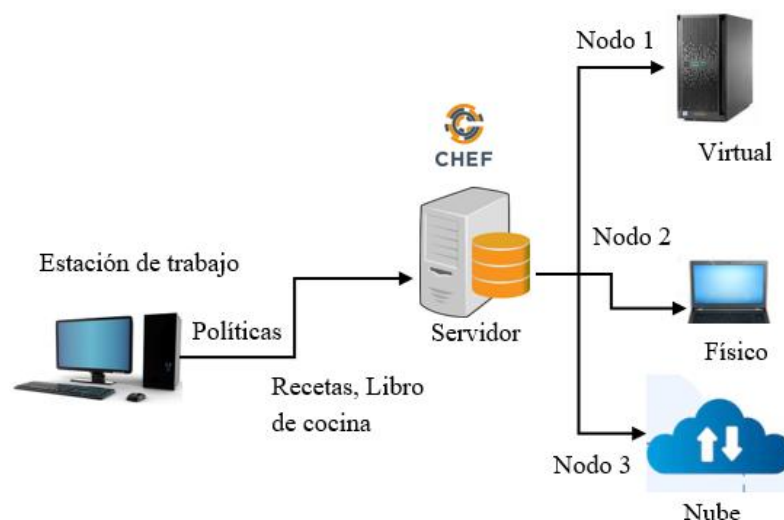 Nodo 1
Virtual
CHEF
Nodo 2
Estación de trabajo
Políticas
Servidor
Físico
Recetas, Libro
de cocina
Nodo 3
Nube